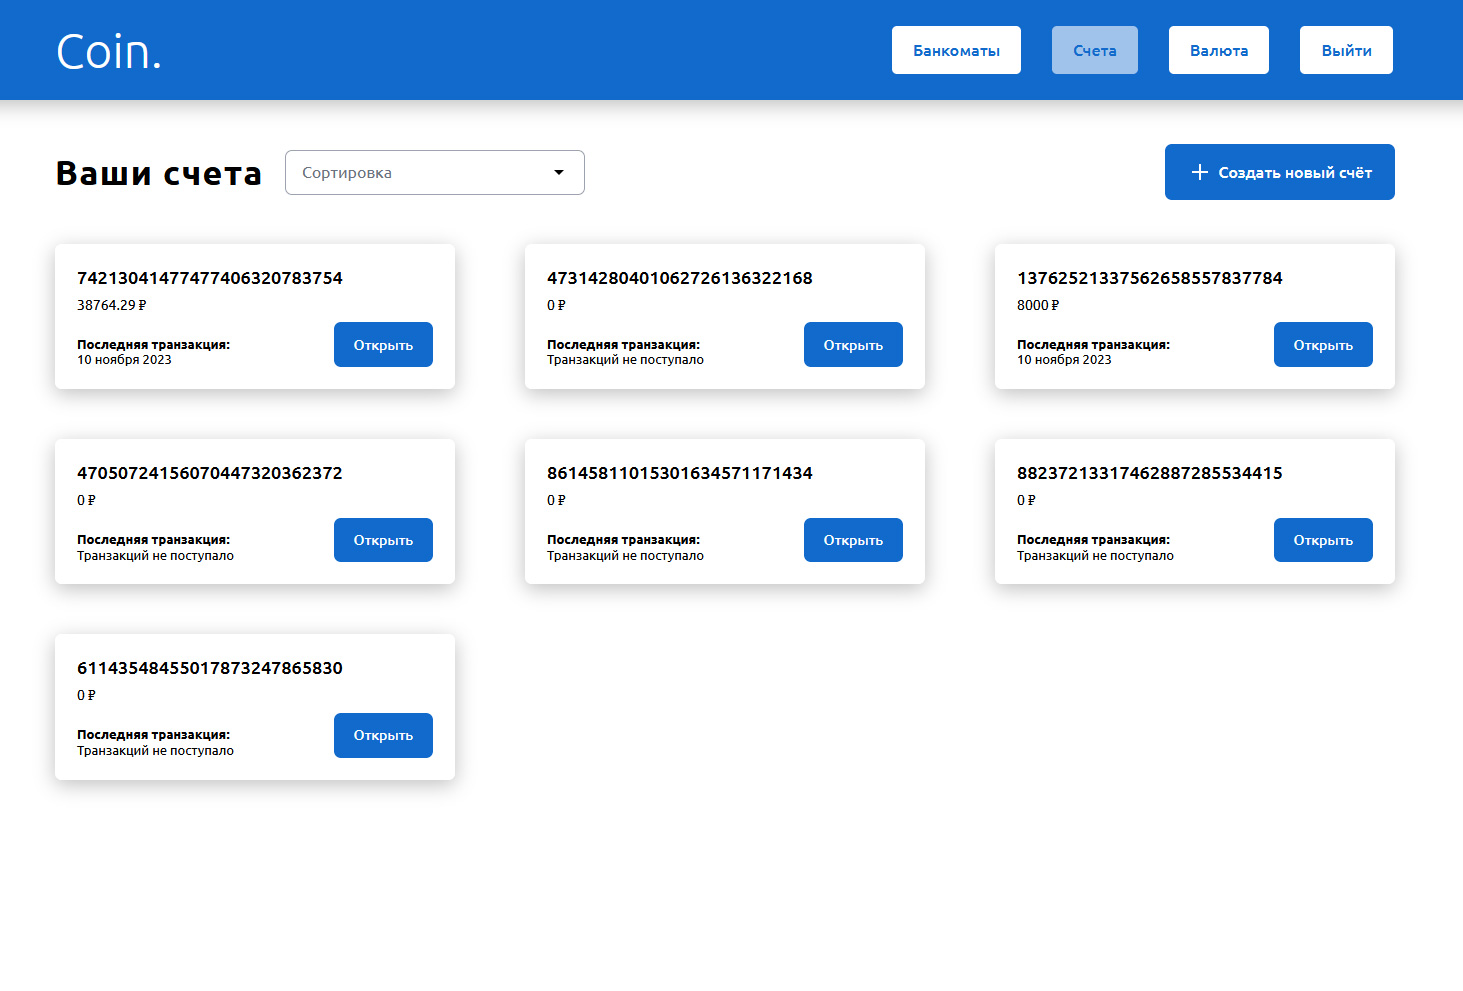 Coin.
Банкоматы
Счета
Валюта
Выйти
Ваши счета
Сортировка
Создать новый счёт
74213041477477406320783754
38764.29 ₽
Последняя транзакция:
10 ноября 2023
Открыть
47314280401062726136322168
0 ₽
Последняя транзакция:
Транзакций не поступало
Открыть
13762521337562658557837784
8000 ₽
Последняя транзакция:
10 ноября 2023
Открыть
47050724156070447320362372
0 ₽
Последняя транзакция:
Транзакций не поступало
Открыть
86145811015301634571171434
0 ₽
Последняя транзакция:
Транзакций не поступало
Открыть
88237213317462887285534415
0 ₽
Последняя транзакция:
Транзакций не поступало
Открыть
61143548455017873247865830
0 ₽
Последняя транзакция:
Транзакций не поступало
Открыть